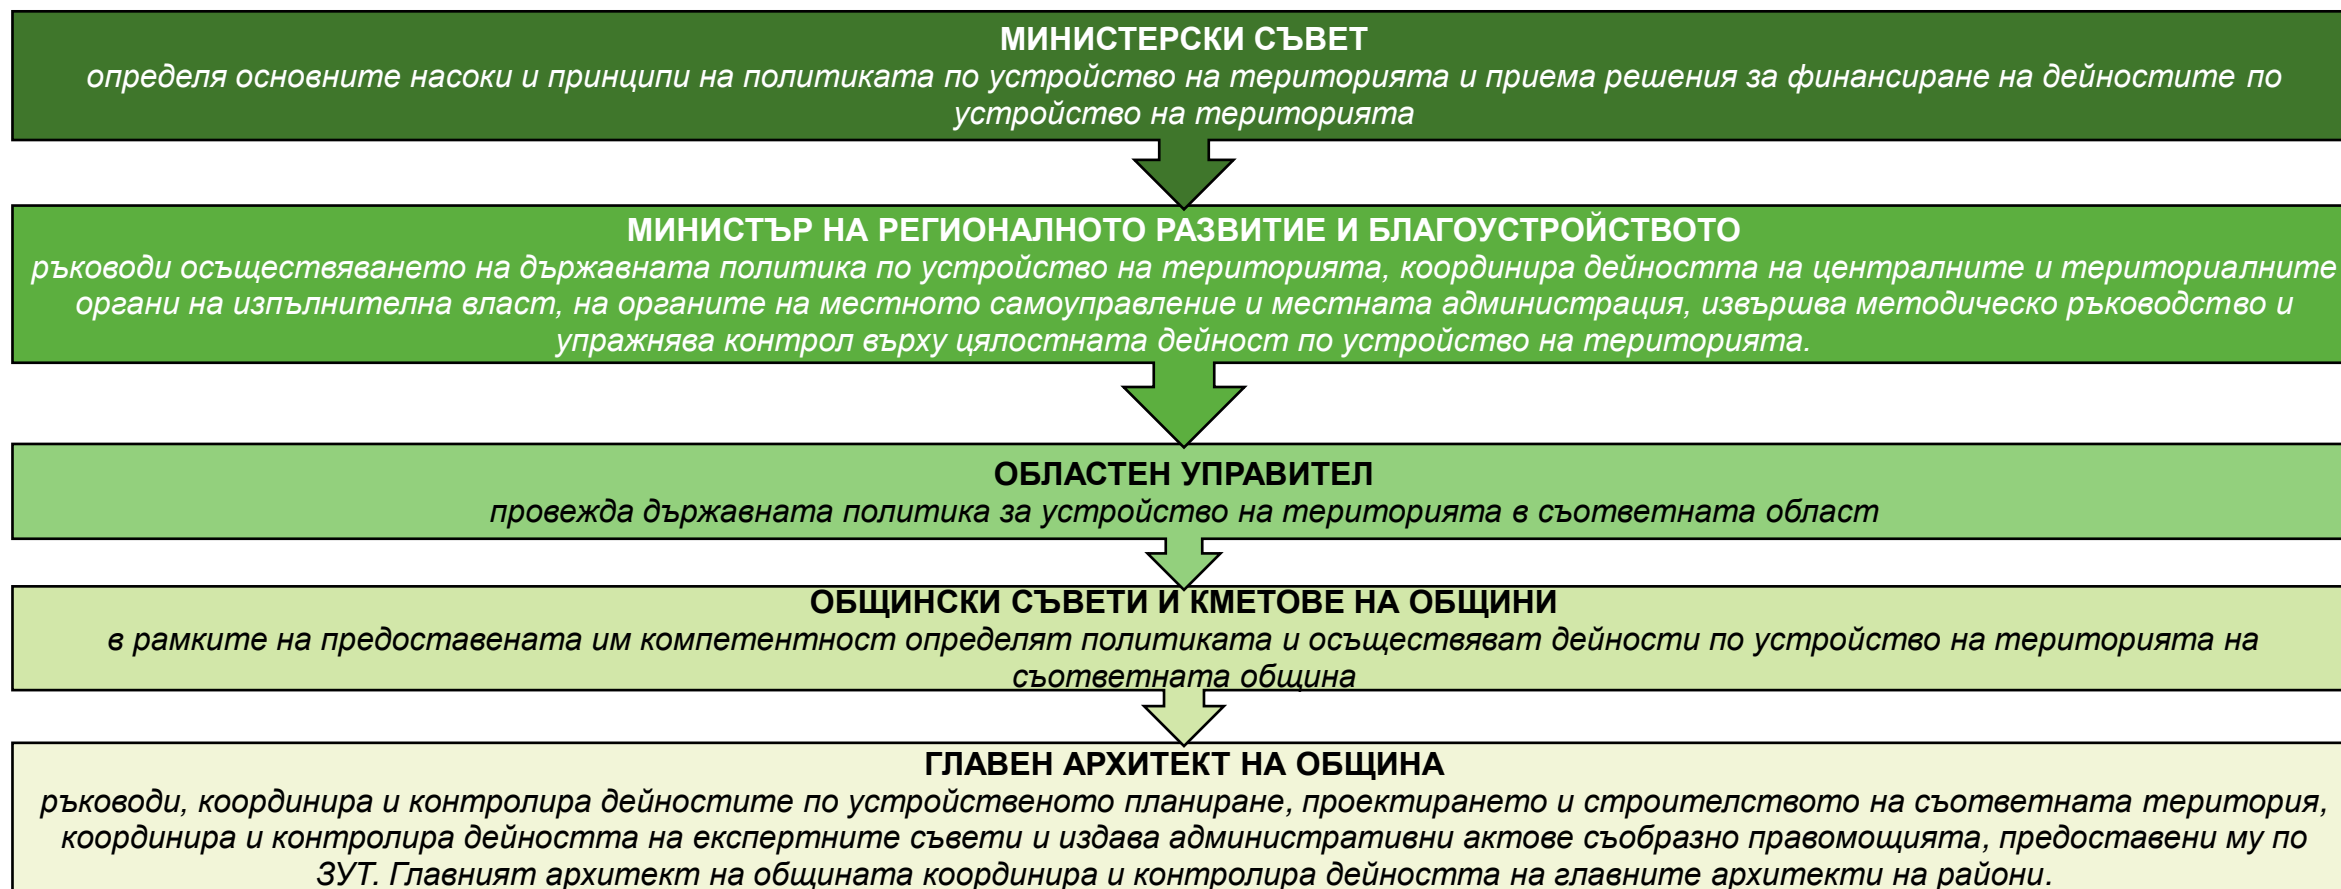 МИНИСТЕРСКИ СЪВЕТ
определя основните насоки и принципи на политиката по устройство на територията и приема решения за финансиране на дейностите по
устройство на територията
МИНИСТЪР НА РЕГИОНАЛНОТО РАЗВИТИЕ И БЛАГОУСТРОЙСТВОТО
ръководи осъществяването на държавната политика по устройство на територията, координира дейността на централните и териториалните
органи на изпълнителна власт, на органите на местното самоуправление и местната администрация, извършва методическо ръководство и
упражнява контрол върху цялостната дейност по устройство на територията.
ОБЛАСТЕН УПРАВИТЕЛ
провежда държавната политика за устройство на територията в съответната област
ОБЩИНСКИ СЪВЕТИ И КМЕТОВЕ НА ОБЩИНИ
в рамките на предоставената им компетентност определят политиката и осъществяват дейности по устройство на територията на
съответната община
ГЛАВЕН АРХИТЕКТ НА ОБЩИНА
ръководи, координира и контролира дейностите по устройственото планиране, проектирането и строителството на съответната територия,
координира и контролира дейността на експертните съвети и издава административни актове съобразно правомощията, предоставени му по
ЗУТ. Главният архитект на общината координира и контролира дейността на главните архитекти на райони.